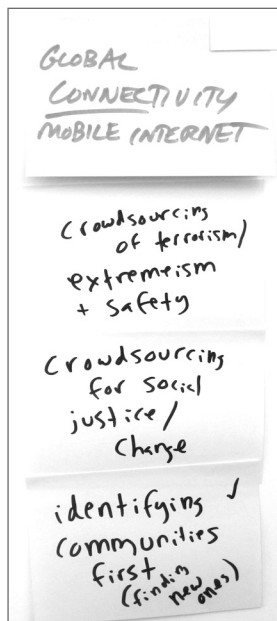 GLOBAL
CONNECTIVITY
MOBILE INTERNET
Crowdsourcing
of terrorism/
extremeism
+ safety
Crowdsourcing
for social
justice/
Change
identifying ✓
communities
first
(finding
new
ones)